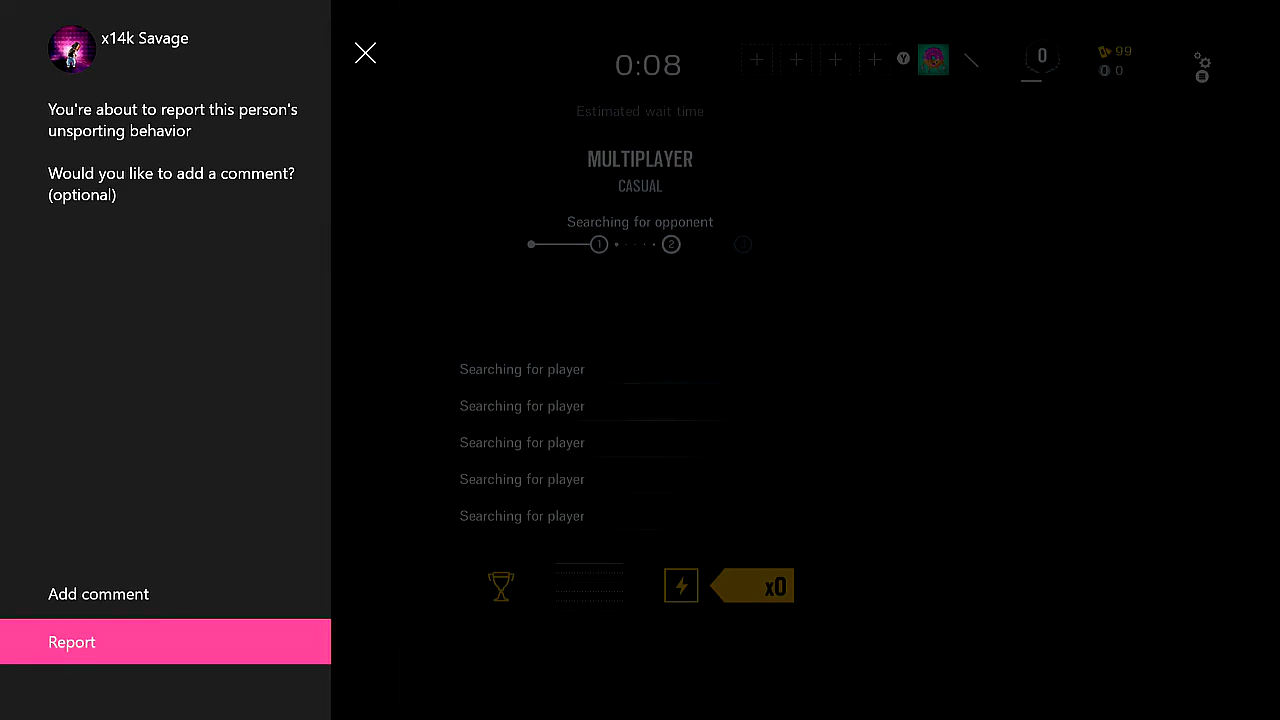 x14k Savage
You're about to report this person's
unsporting behavior
Would you like to add a comment?
(optional)
Add comment
Report
0:08
Estimated wait time
MULTIPLAYER
CASUAL
Searching for opponent
1 2 3
Searching for player
Searching for player
Searching for player
Searching for player
Searching for player
x0
Y
0
99
0